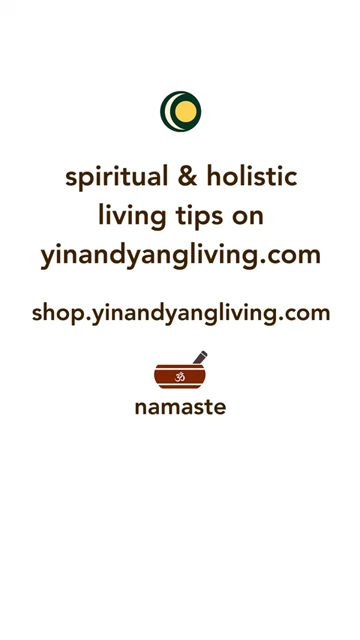 spiritual & holistic
living tips on
yinandyangliving.com
shop.yinandyangliving.com
ॐ
namaste